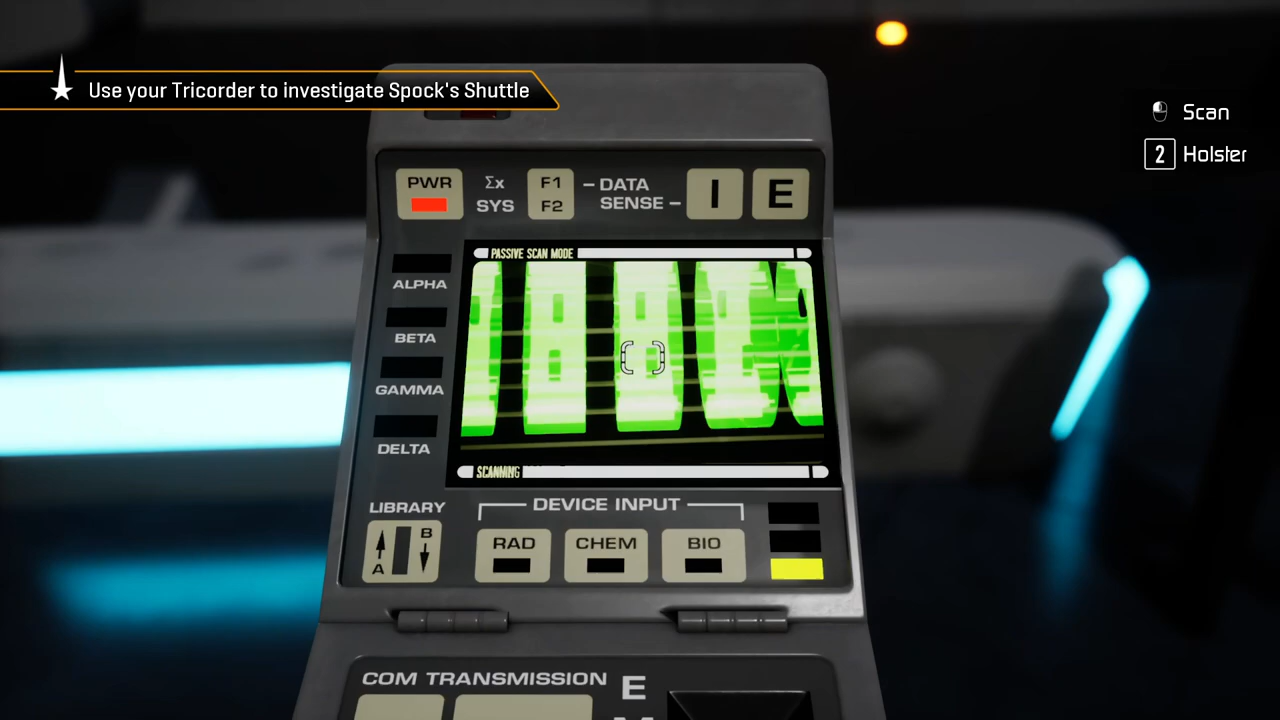 Use your Tricorder to investigate Spock's Shuttle
Scan
2 Holster
PWR
Σx
SYS
F1
F2
– DATA
SENSE –
I
E
PASSIVE SCAN MODE
ALPHA
BETA
GAMMA
DELTA
SCANNING
LIBRARY
A
B
DEVICE INPUT
RAD
CHEM
BIO
COM TRANSMISSION
E